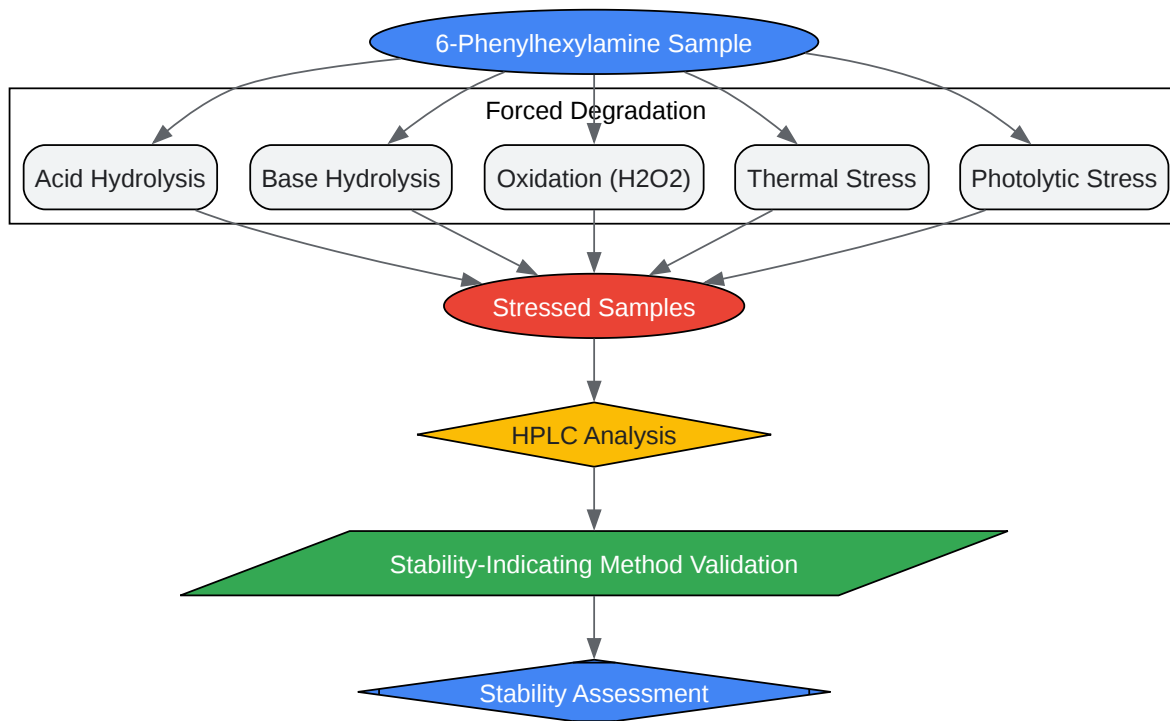 6-Phenylhexylamine Sample
Forced Degradation
Acid Hydrolysis
Base Hydrolysis
Oxidation (H2O2)
Thermal Stress
Photolytic Stress
Stressed Samples
HPLC Analysis
Stability-Indicating Method Validation
Stability Assessment